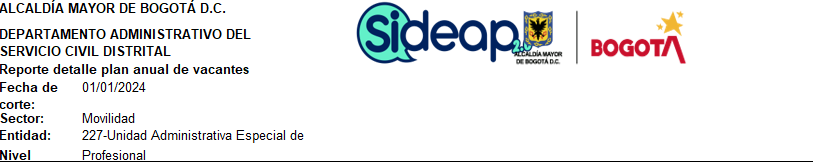 ALCALDÍA MAYOR DE BOGOTÁ D.C.
DEPARTAMENTO ADMINISTRATIVO DEL
SERVICIO CIVIL DISTRITAL
Reporte detalle plan anual de vacantes
Fecha de corte: 01/01/2024
Sector: Movilidad
Entidad: 227-Unidad Administrativa Especial de
Nivel Profesional
Sideap 2.0
ALCALDÍA MAYOR
DE BOGOTÁ D.C.
BOGOTÁ